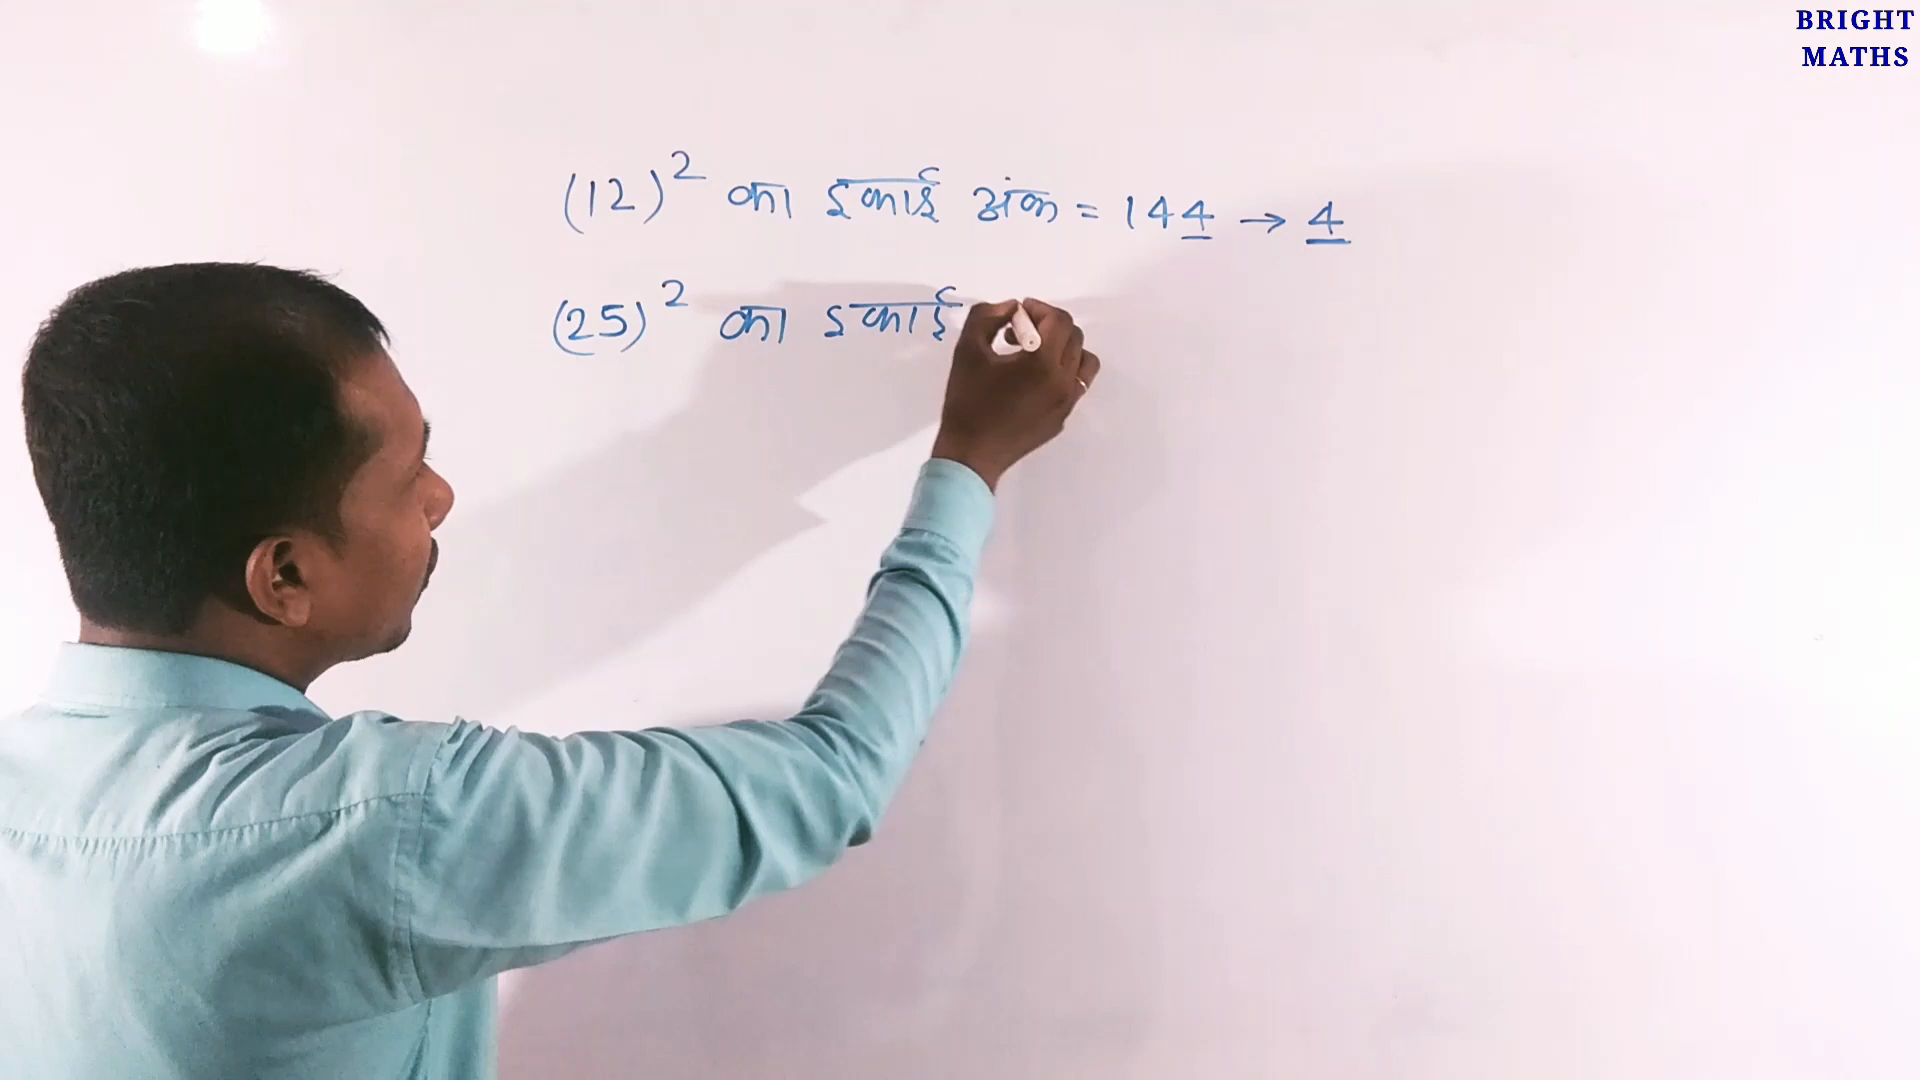 BRIGHT
MATHS
(12)² का इकाई अंक = 144 → 4
(25)² का इकाई